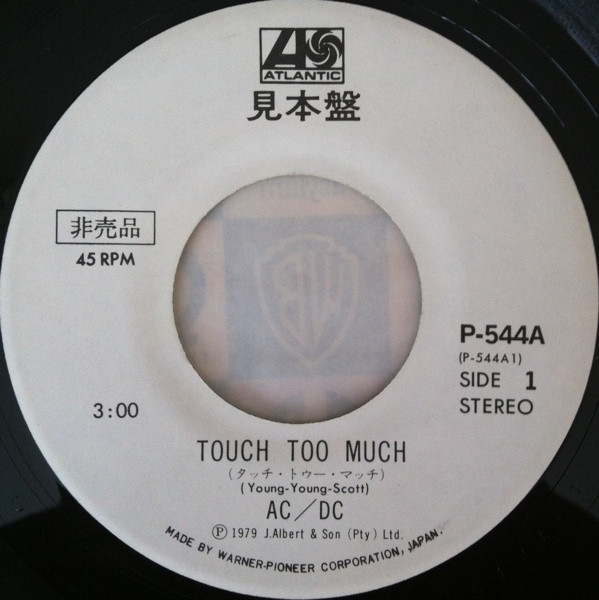 ATLANTIC
見本盤
非売品
45 RPM
P-544A
(P-544A1)
SIDE 1
STEREO
3:00
TOUCH TOO MUCH
(タッチ・トゥー・マッチ)
(Young-Young-Scott)
AC/DC
Ⓟ 1979 J.Albert & Son (Pty) Ltd.
MADE BY WARNER-PIONEER CORPORATION, JAPAN.